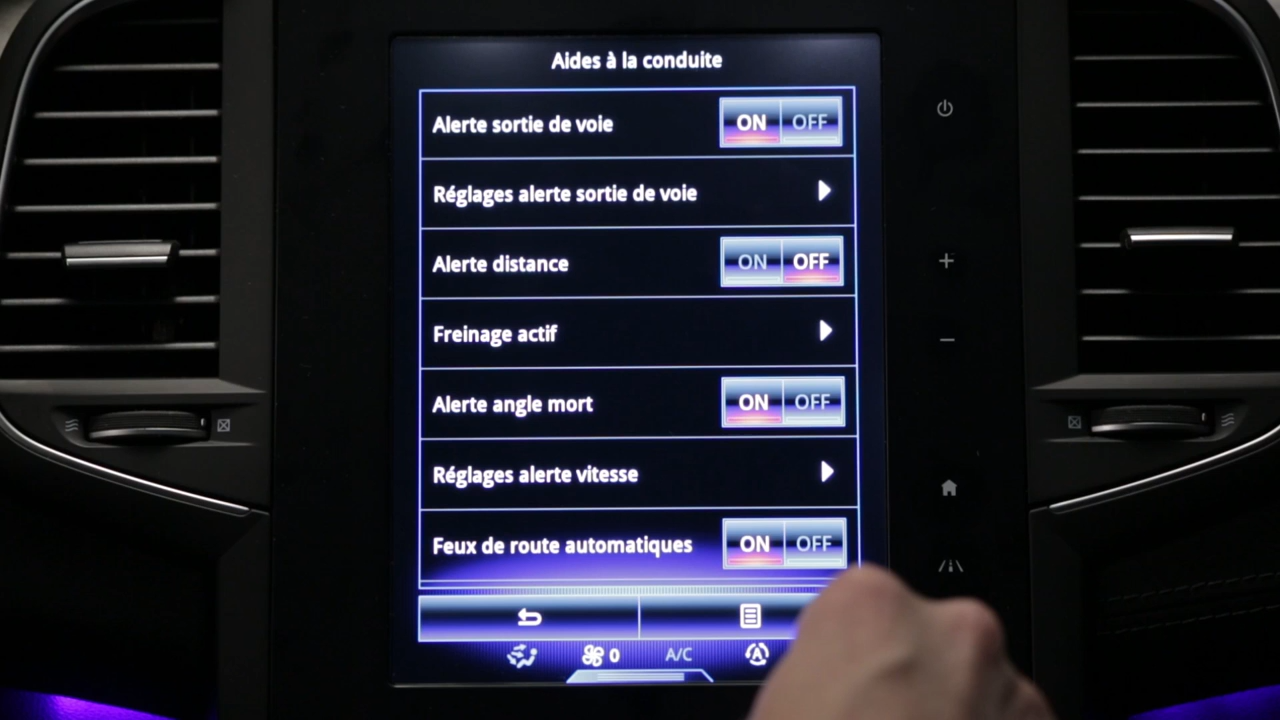 Aides à la conduite
Alerte sortie de voie ON OFF
Réglages alerte sortie de voie
Alerte distance ON OFF
Freinage actif
Alerte angle mort ON OFF
Réglages alerte vitesse
Feux de route automatiques ON OFF
0 A/C